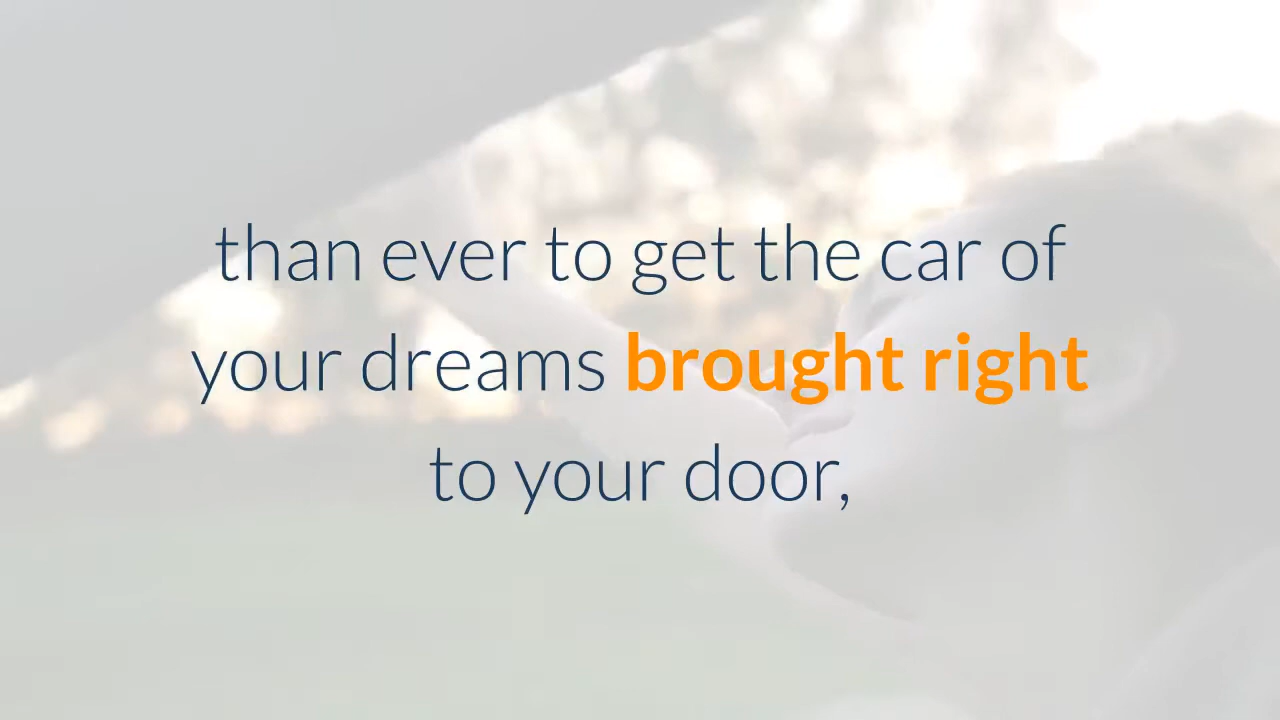 than ever to get the car of
your dreams brought right
to your door,